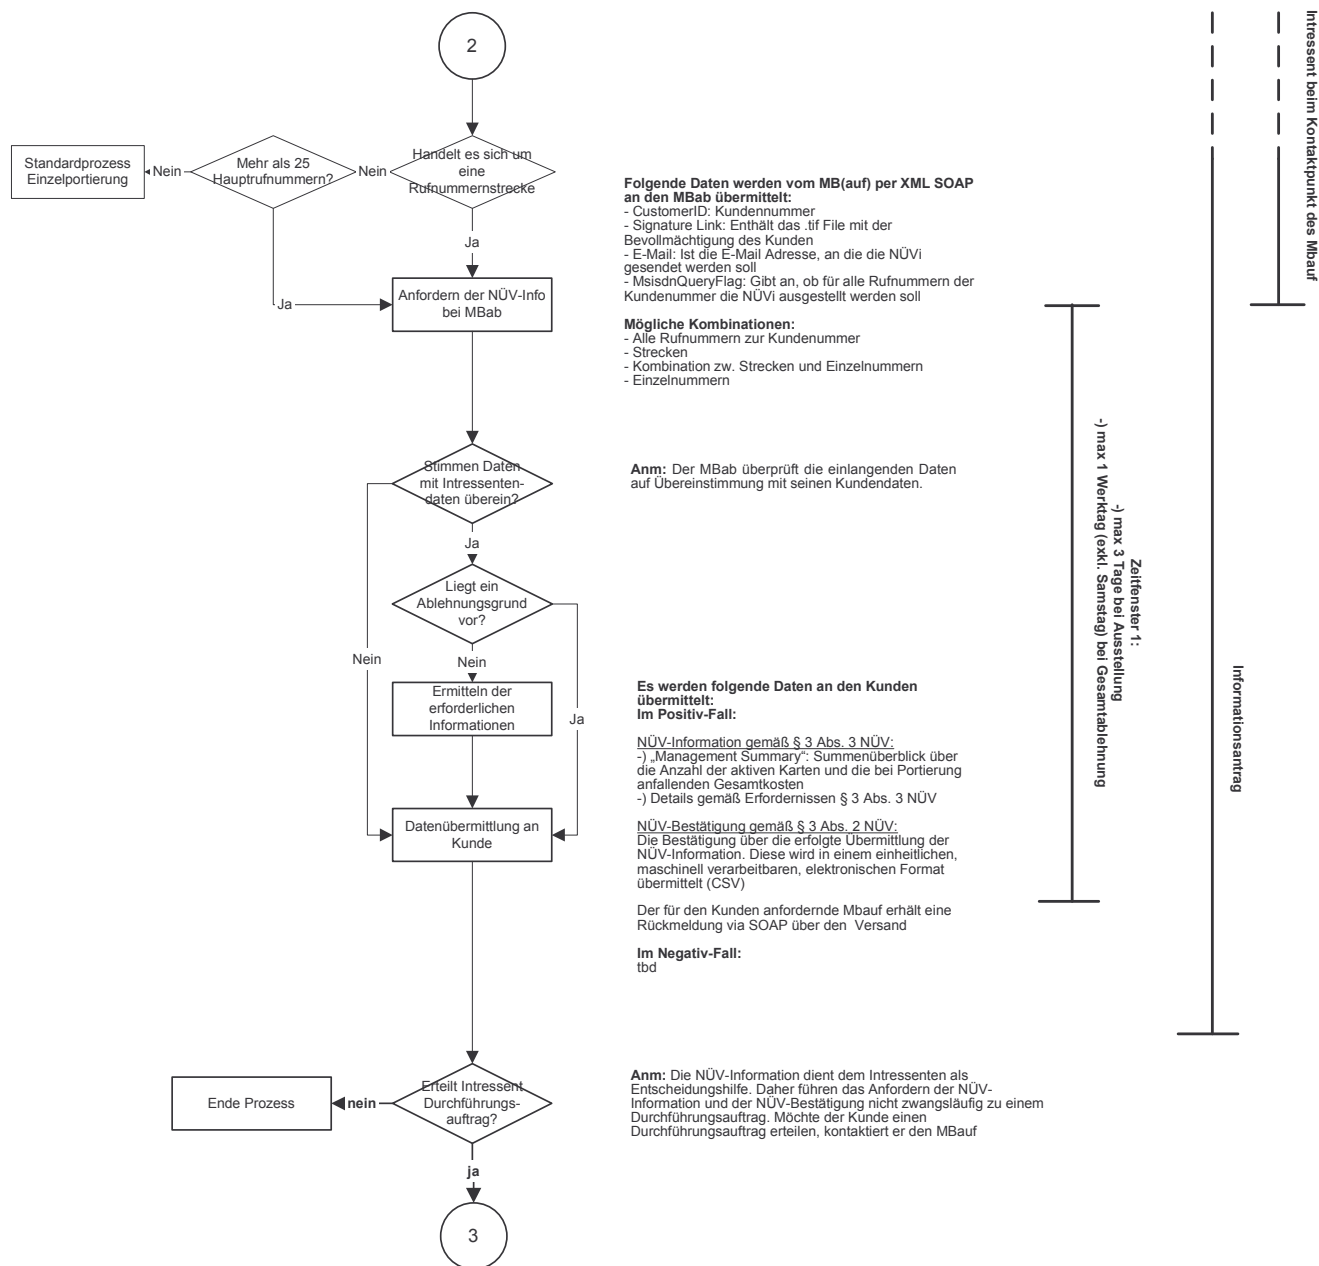 2
Handelt es sich um
eine
Rufnummernstrecke
Nein
Mehr als 25
Hauptrufnummern?
Nein
Standardprozess
Einzelportierung
Ja
Ja
Anfordern der NÜV-Info
bei MBab
Folgende Daten werden vom MB(auf) per XML SOAP
an den MBab übermittelt:
- CustomerID: Kundennummer
- Signature Link: Enthält das .tif File mit der
Bevollmächtigung des Kunden
- E-Mail: Ist die E-Mail Adresse, an die die NÜVi
gesendet werden soll
- MsisdnQueryFlag: Gibt an, ob für alle Rufnummern der
Kundenummer die NÜVi ausgestellt werden soll
Mögliche Kombinationen:
- Alle Rufnummern zur Kundenummer
- Strecken
- Kombination zw. Strecken und Einzelnummern
- Einzelnummern
Stimmen Daten
mit Intressenten-
daten überein?
Anm: Der MBab überprüft die einlangenden Daten
auf Übereinstimmung mit seinen Kundendaten.
Ja
Liegt ein
Ablehnungsgrund
vor?
Nein
Nein
Ja
Ermitteln der
erforderlichen
Informationen
Datenübermittlung an
Kunde
Es werden folgende Daten an den Kunden
übermittelt:
Im Positiv-Fall:
NÜV-Information gemäß § 3 Abs. 3 NÜV:
-) „Management Summary“: Summenüberblick über
die Anzahl der aktiven Karten und die bei Portierung
anfallenden Gesamtkosten
-) Details gemäß Erfordernissen § 3 Abs. 3 NÜV
NÜV-Bestätigung gemäß § 3 Abs. 2 NÜV:
Die Bestätigung über die erfolgte Übermittlung der
NÜV-Information. Diese wird in einem einheitlichen,
maschinell verarbeitbaren, elektronischen Format
übermittelt (CSV)
Der für den Kunden anfordernde Mbauf erhält eine
Rückmeldung via SOAP über den Versand
Im Negativ-Fall:
tbd
Erteilt Intressent
Durchführungs-
auftrag?
nein
Ende Prozess
Anm: Die NÜV-Information dient dem Intressenten als
Entscheidungshilfe. Daher führen das Anfordern der NÜV-
Information und der NÜV-Bestätigung nicht zwangsläufig zu einem
Durchführungsauftrag. Möchte der Kunde einen
Durchführungsauftrag erteilen, kontaktiert er den MBauf
ja
3
Zeitfenster 1:
-) max 3 Tage bei Ausstellung
-) max 1 Werktag (exkl. Samstag) bei Gesamtablehnung
Informationsantrag
Intressent beim Kontaktpunkt des Mbauf